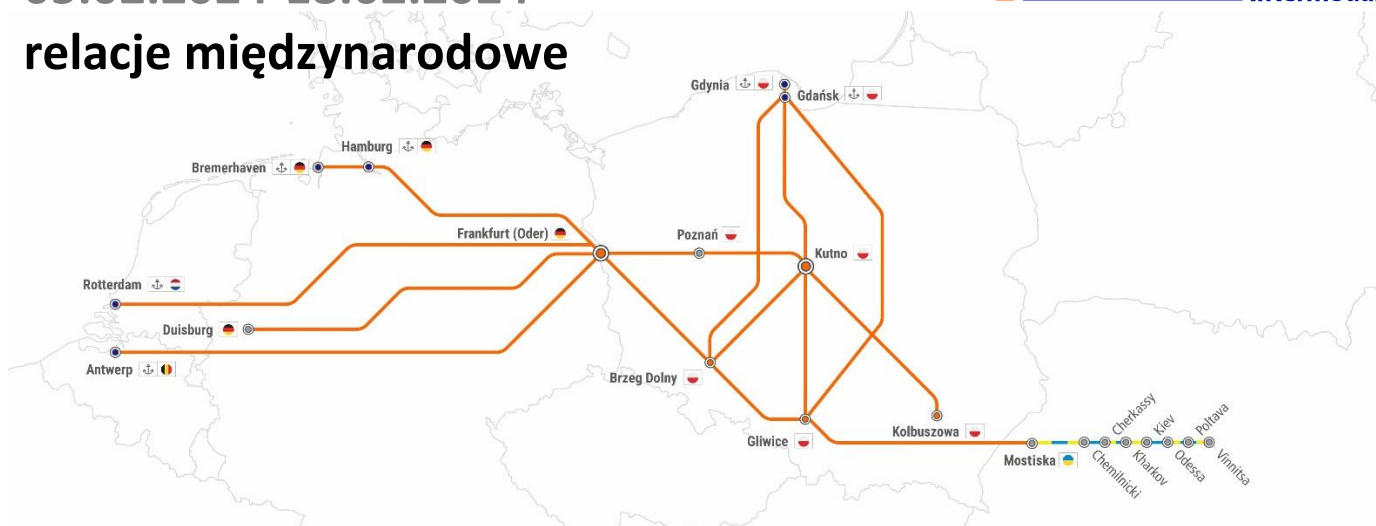 relacje międzynarodowe
Gdynia
Gdańsk
Hamburg
Bremerhaven
Frankfurt (Oder)
Poznań
Kutno
Rotterdam
Duisburg
Antwerp
Brzeg Dolny
Gliwice
Kolbuszowa
Mostiska
Chemilnicki
Cherkassy
Kharkov
Kiev
Odessa
Poltava
Vinnitsa